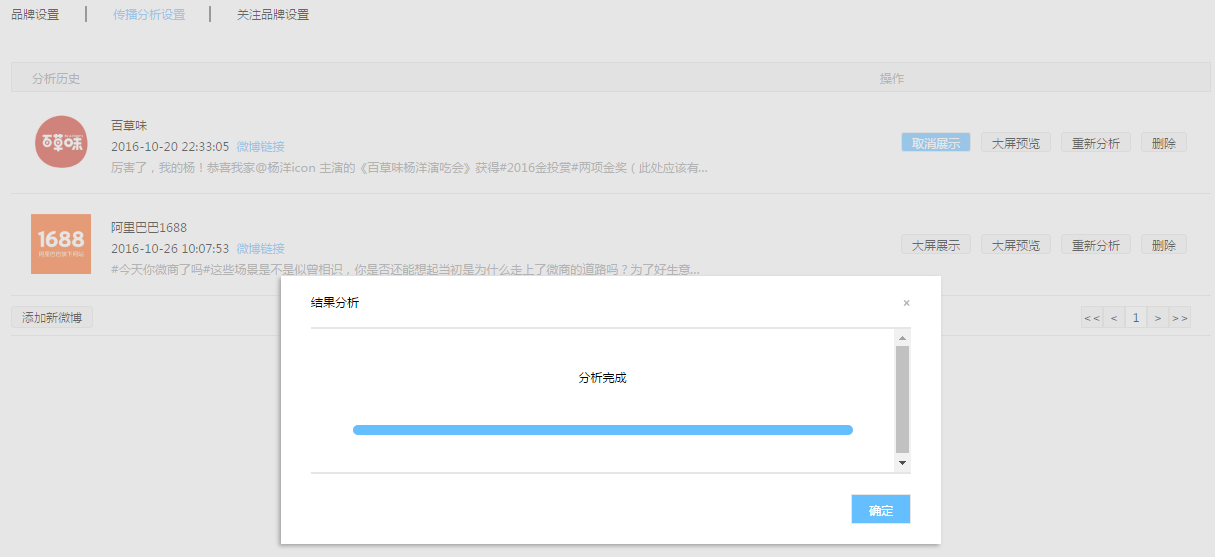 品牌设置 | 传播分析设置 | 关注品牌设置
分析历史 操作
百草味
百草味
2016-10-20 22:33:05 微博链接
厉害了，我的杨！恭喜我家@杨洋icon 主演的《百草味杨洋演吃会》获得#2016金投赏#两项金奖（此处应该有...
取消展示 大屏预览 重新分析 删除
1688
阿里巴巴1688
2016-10-26 10:07:53 微博链接
#今天你微商了吗#这些场景是不是似曾相识，你是否还能想起当初是为什么走上了微商的道路吗？为了好生意...
大屏展示 大屏预览 重新分析 删除
添加新微博 << < 1 > >>
结果分析 ×
分析完成
确定